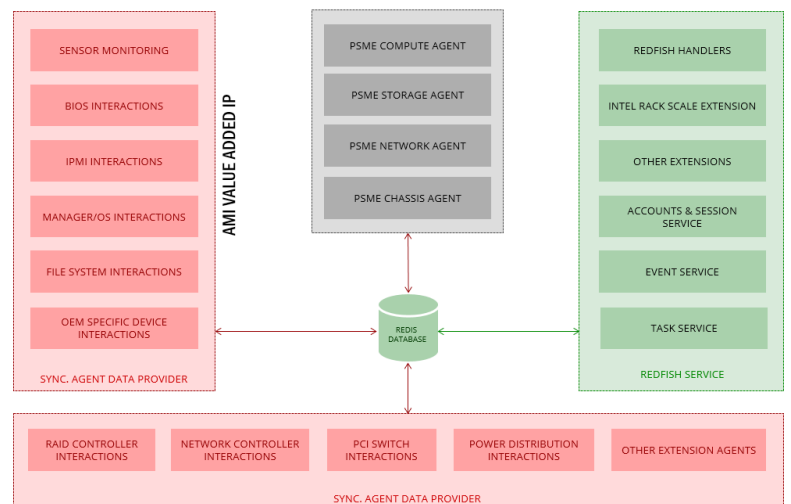 SENSOR MONITORING
BIOS INTERACTIONS
IPMI INTERACTIONS
MANAGER/OS INTERACTIONS
FILE SYSTEM INTERACTIONS
OEM SPECIFIC DEVICE
INTERACTIONS
SYNC. AGENT DATA PROVIDER
AMI VALUE ADDED IP
PSME COMPUTE AGENT
PSME STORAGE AGENT
PSME NETWORK AGENT
PSME CHASSIS AGENT
REDIS
DATABASE
REDFISH HANDLERS
INTEL RACK SCALE EXTENSION
OTHER EXTENSIONS
ACCOUNTS & SESSION
SERVICE
EVENT SERVICE
TASK SERVICE
REDFISH SERVICE
RAID CONTROLLER
INTERACTIONS
NETWORK CONTROLLER
INTERACTIONS
PCI SWITCH
INTERACTIONS
POWER DISTRIBUTION
INTERACTIONS
OTHER EXTENSION AGENTS
SYNC. AGENT DATA PROVIDER